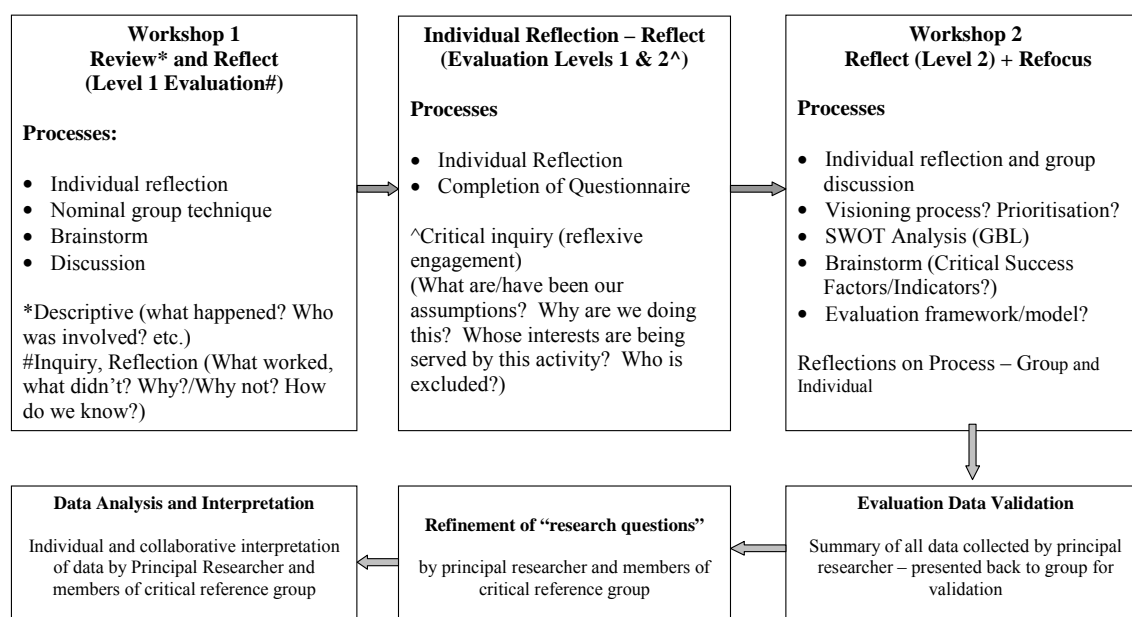 Workshop 1
Review* and Reflect
(Level 1 Evaluation#)
Processes:
• Individual reflection
• Nominal group technique
• Brainstorm
• Discussion
*Descriptive (what happened? Who
was involved? etc.)
#Inquiry, Reflection (What worked,
what didn’t? Why?/Why not? How
do we know?)
Individual Reflection – Reflect
(Evaluation Levels 1 & 2^)
Processes
• Individual Reflection
• Completion of Questionnaire
^Critical inquiry (reflexive
engagement)
(What are/have been our
assumptions? Why are we doing
this? Whose interests are being
served by this activity? Who is
excluded?)
Workshop 2
Reflect (Level 2) + Refocus
Processes
• Individual reflection and group
discussion
• Visioning process? Prioritisation?
• SWOT Analysis (GBL)
• Brainstorm (Critical Success
Factors/Indicators?)
• Evaluation framework/model?
Reflections on Process – Group and
Individual
Evaluation Data Validation
Summary of all data collected by principal
researcher – presented back to group for
validation
Refinement of “research questions”
by principal researcher and members of
critical reference group
Data Analysis and Interpretation
Individual and collaborative interpretation
of data by Principal Researcher and
members of critical reference group